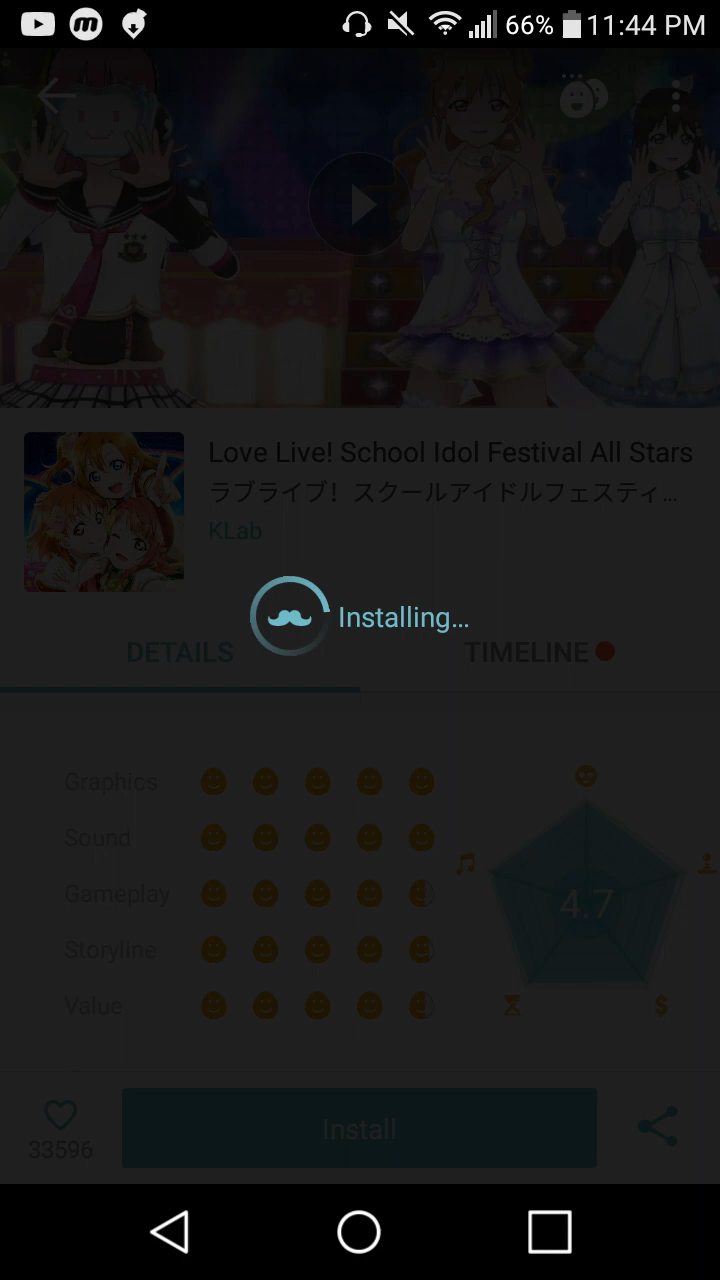 66% 11:44 PM
Love Live! School Idol Festival All Stars
ラブライブ！スクールアイドルフェスティ...
KLab
Installing...
DETAILS
TIMELINE
Graphics
Sound
Gameplay
Storyline
Value
4.7
33596
Install